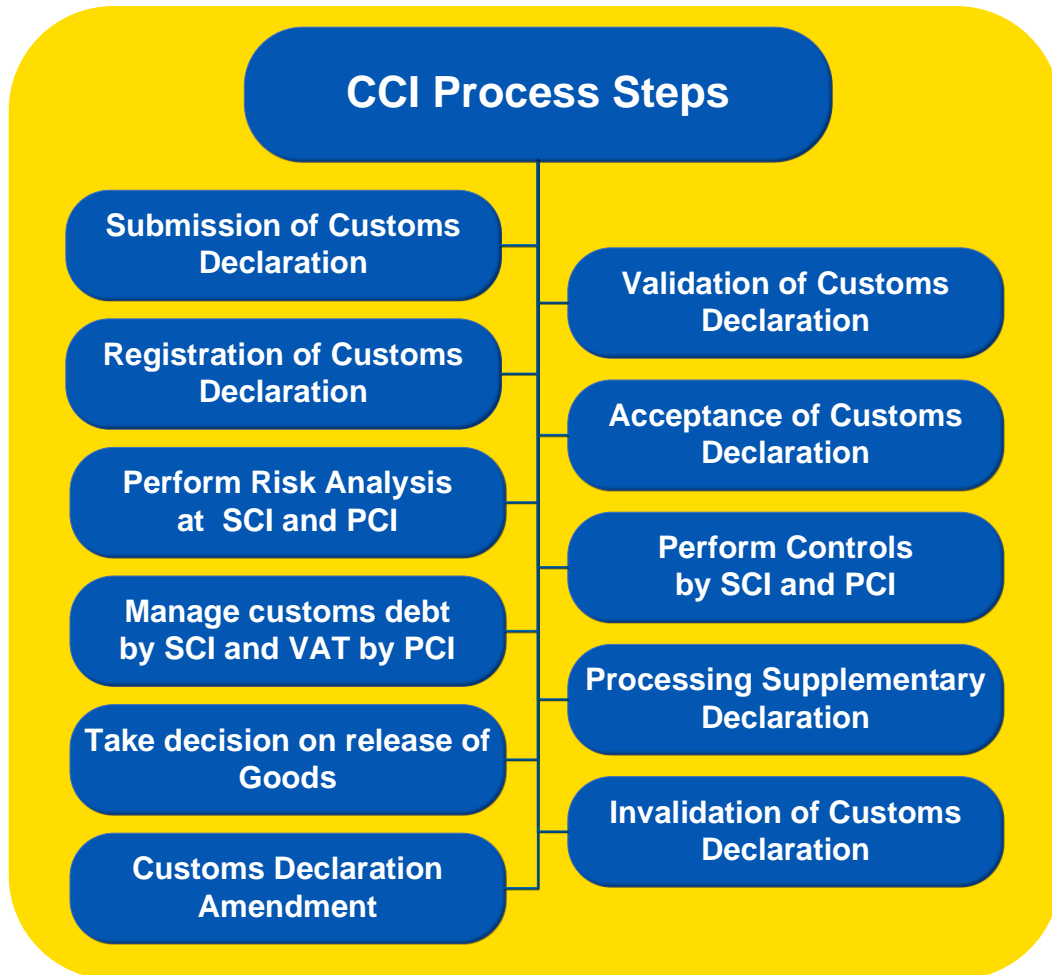 CCI Process Steps
Submission of Customs
Declaration
Validation of Customs
Declaration
Registration of Customs
Declaration
Acceptance of Customs
Declaration
Perform Risk Analysis
at SCI and PCI
Perform Controls
by SCI and PCI
Manage customs debt
by SCI and VAT by PCI
Processing Supplementary
Declaration
Take decision on release of
Goods
Invalidation of Customs
Declaration
Customs Declaration
Amendment